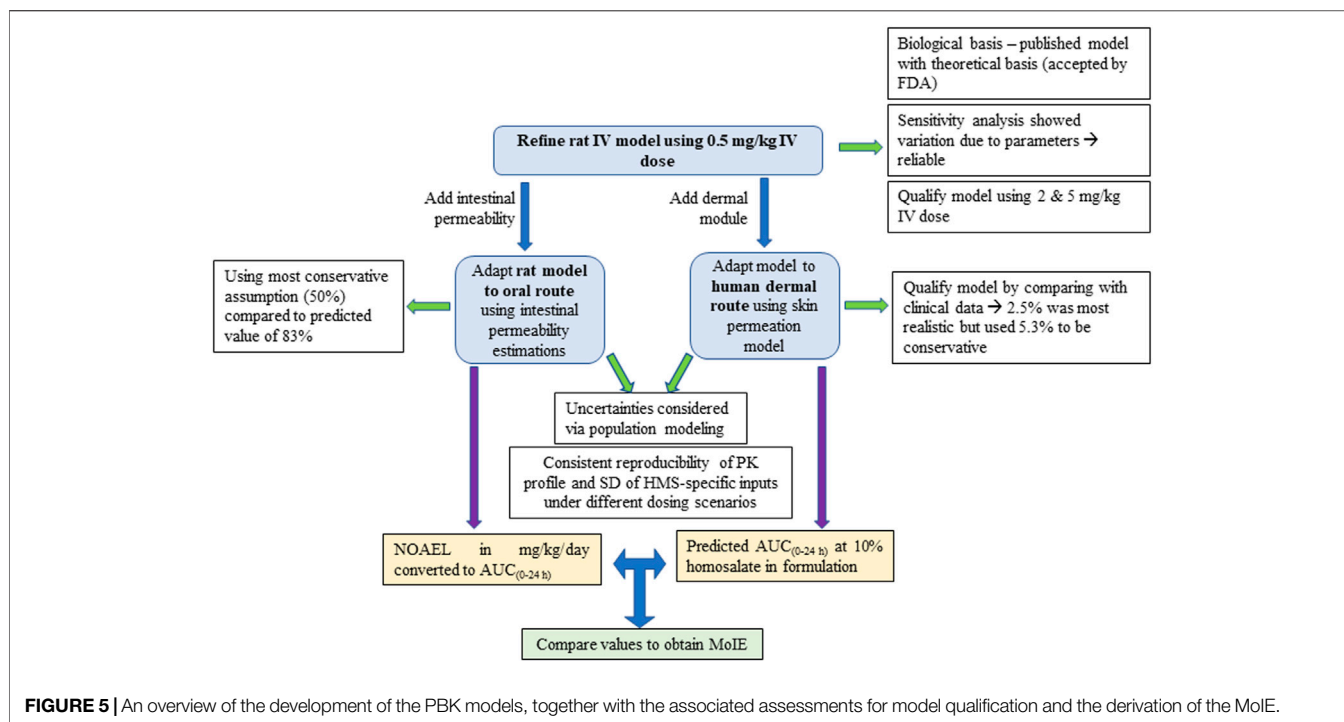 Biological basis – published model
with theoretical basis (accepted by
FDA)
Refine rat IV model using 0.5 mg/kg IV
dose
Sensitivity analysis showed
variation due to parameters →
reliable
Qualify model using 2 & 5 mg/kg
IV dose
Add intestinal
permeability
Add dermal
module
Using most conservative
assumption (50%)
compared to predicted
value of 83%
Adapt rat model
to oral route
using intestinal
permeability
estimations
Adapt model to
human dermal
route using skin
permeation
model
Qualify model by comparing with
clinical data → 2.5% was most
realistic but used 5.3% to be
conservative
Uncertainties considered
via population modeling
Consistent reproducibility of PK
profile and SD of HMS-specific inputs
under different dosing scenarios
NOAEL in mg/kg/day
converted to AUC(0-24 h)
Predicted AUC(0-24 h) at 10%
homosalate in formulation
Compare values to obtain MoIE
FIGURE 5 | An overview of the development of the PBK models, together with the associated assessments for model qualification and the derivation of the MoIE.